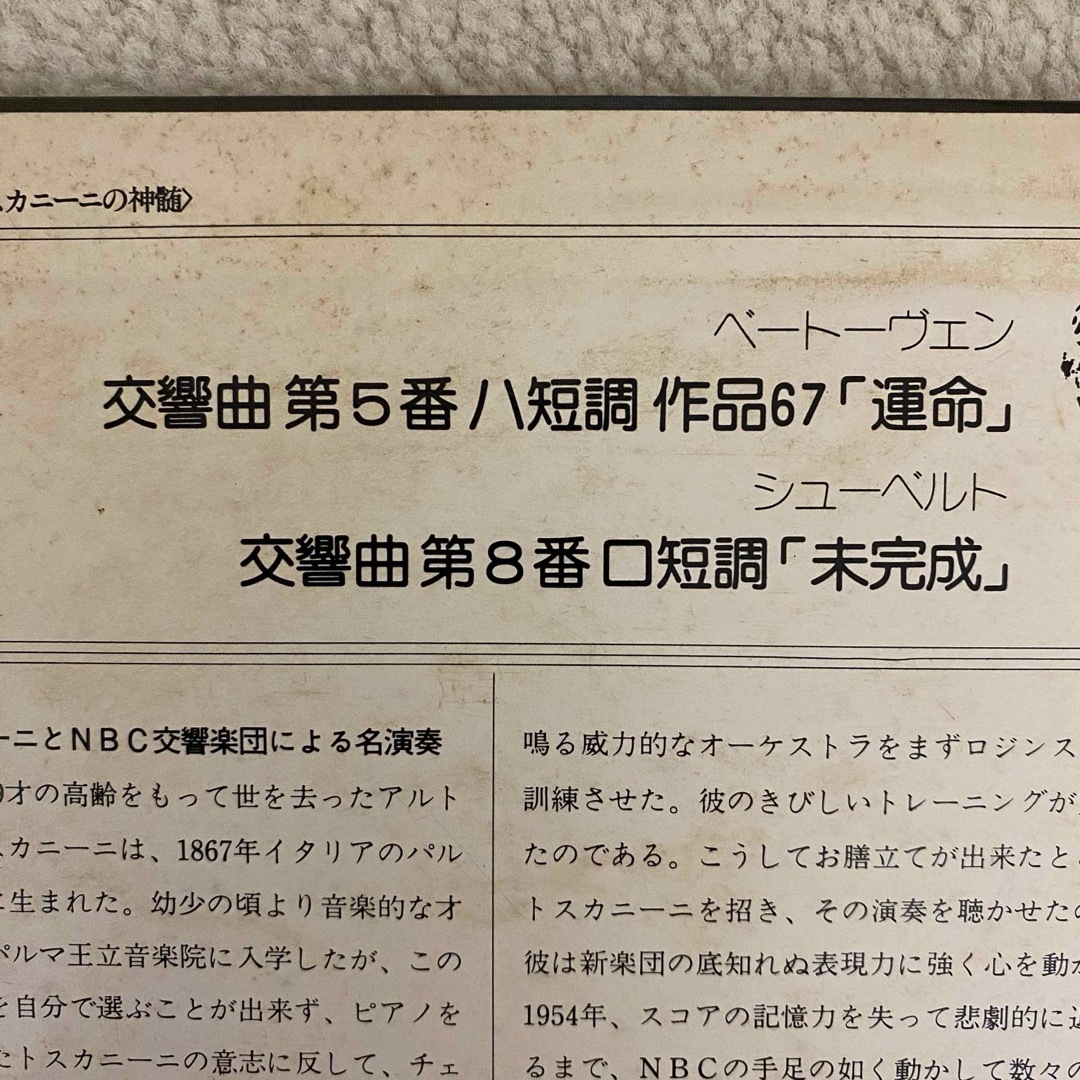 スカニーニの神髄〉
ベートーヴェン
交響曲 第5番 ハ短調 作品67「運命」
シューベルト
交響曲 第8番 ロ短調「未完成」
ーニとNBC交響楽団による名演奏
才の高齢をもって世を去ったアルト
スカニーニは、1867年イタリアのパル
に生まれた。幼少の頃より音楽的なオ
パルマ王立音楽院に入学したが、この
を自分で選ぶことが出来ず、ピアノを
たトスカニーニの意志に反して、チェ
鳴る威力的なオーケストラをまずロジンス
訓練させた。彼のきびしいトレーニングが
たのである。こうしてお膳立てが出来たと
トスカニーニを招き、その演奏を聴かせたの
彼は新楽団の底知れぬ表現力に強く心を動か
1954年、スコアの記憶力を失って悲劇的に
るまで、NBCの手足の如く動かして数々の